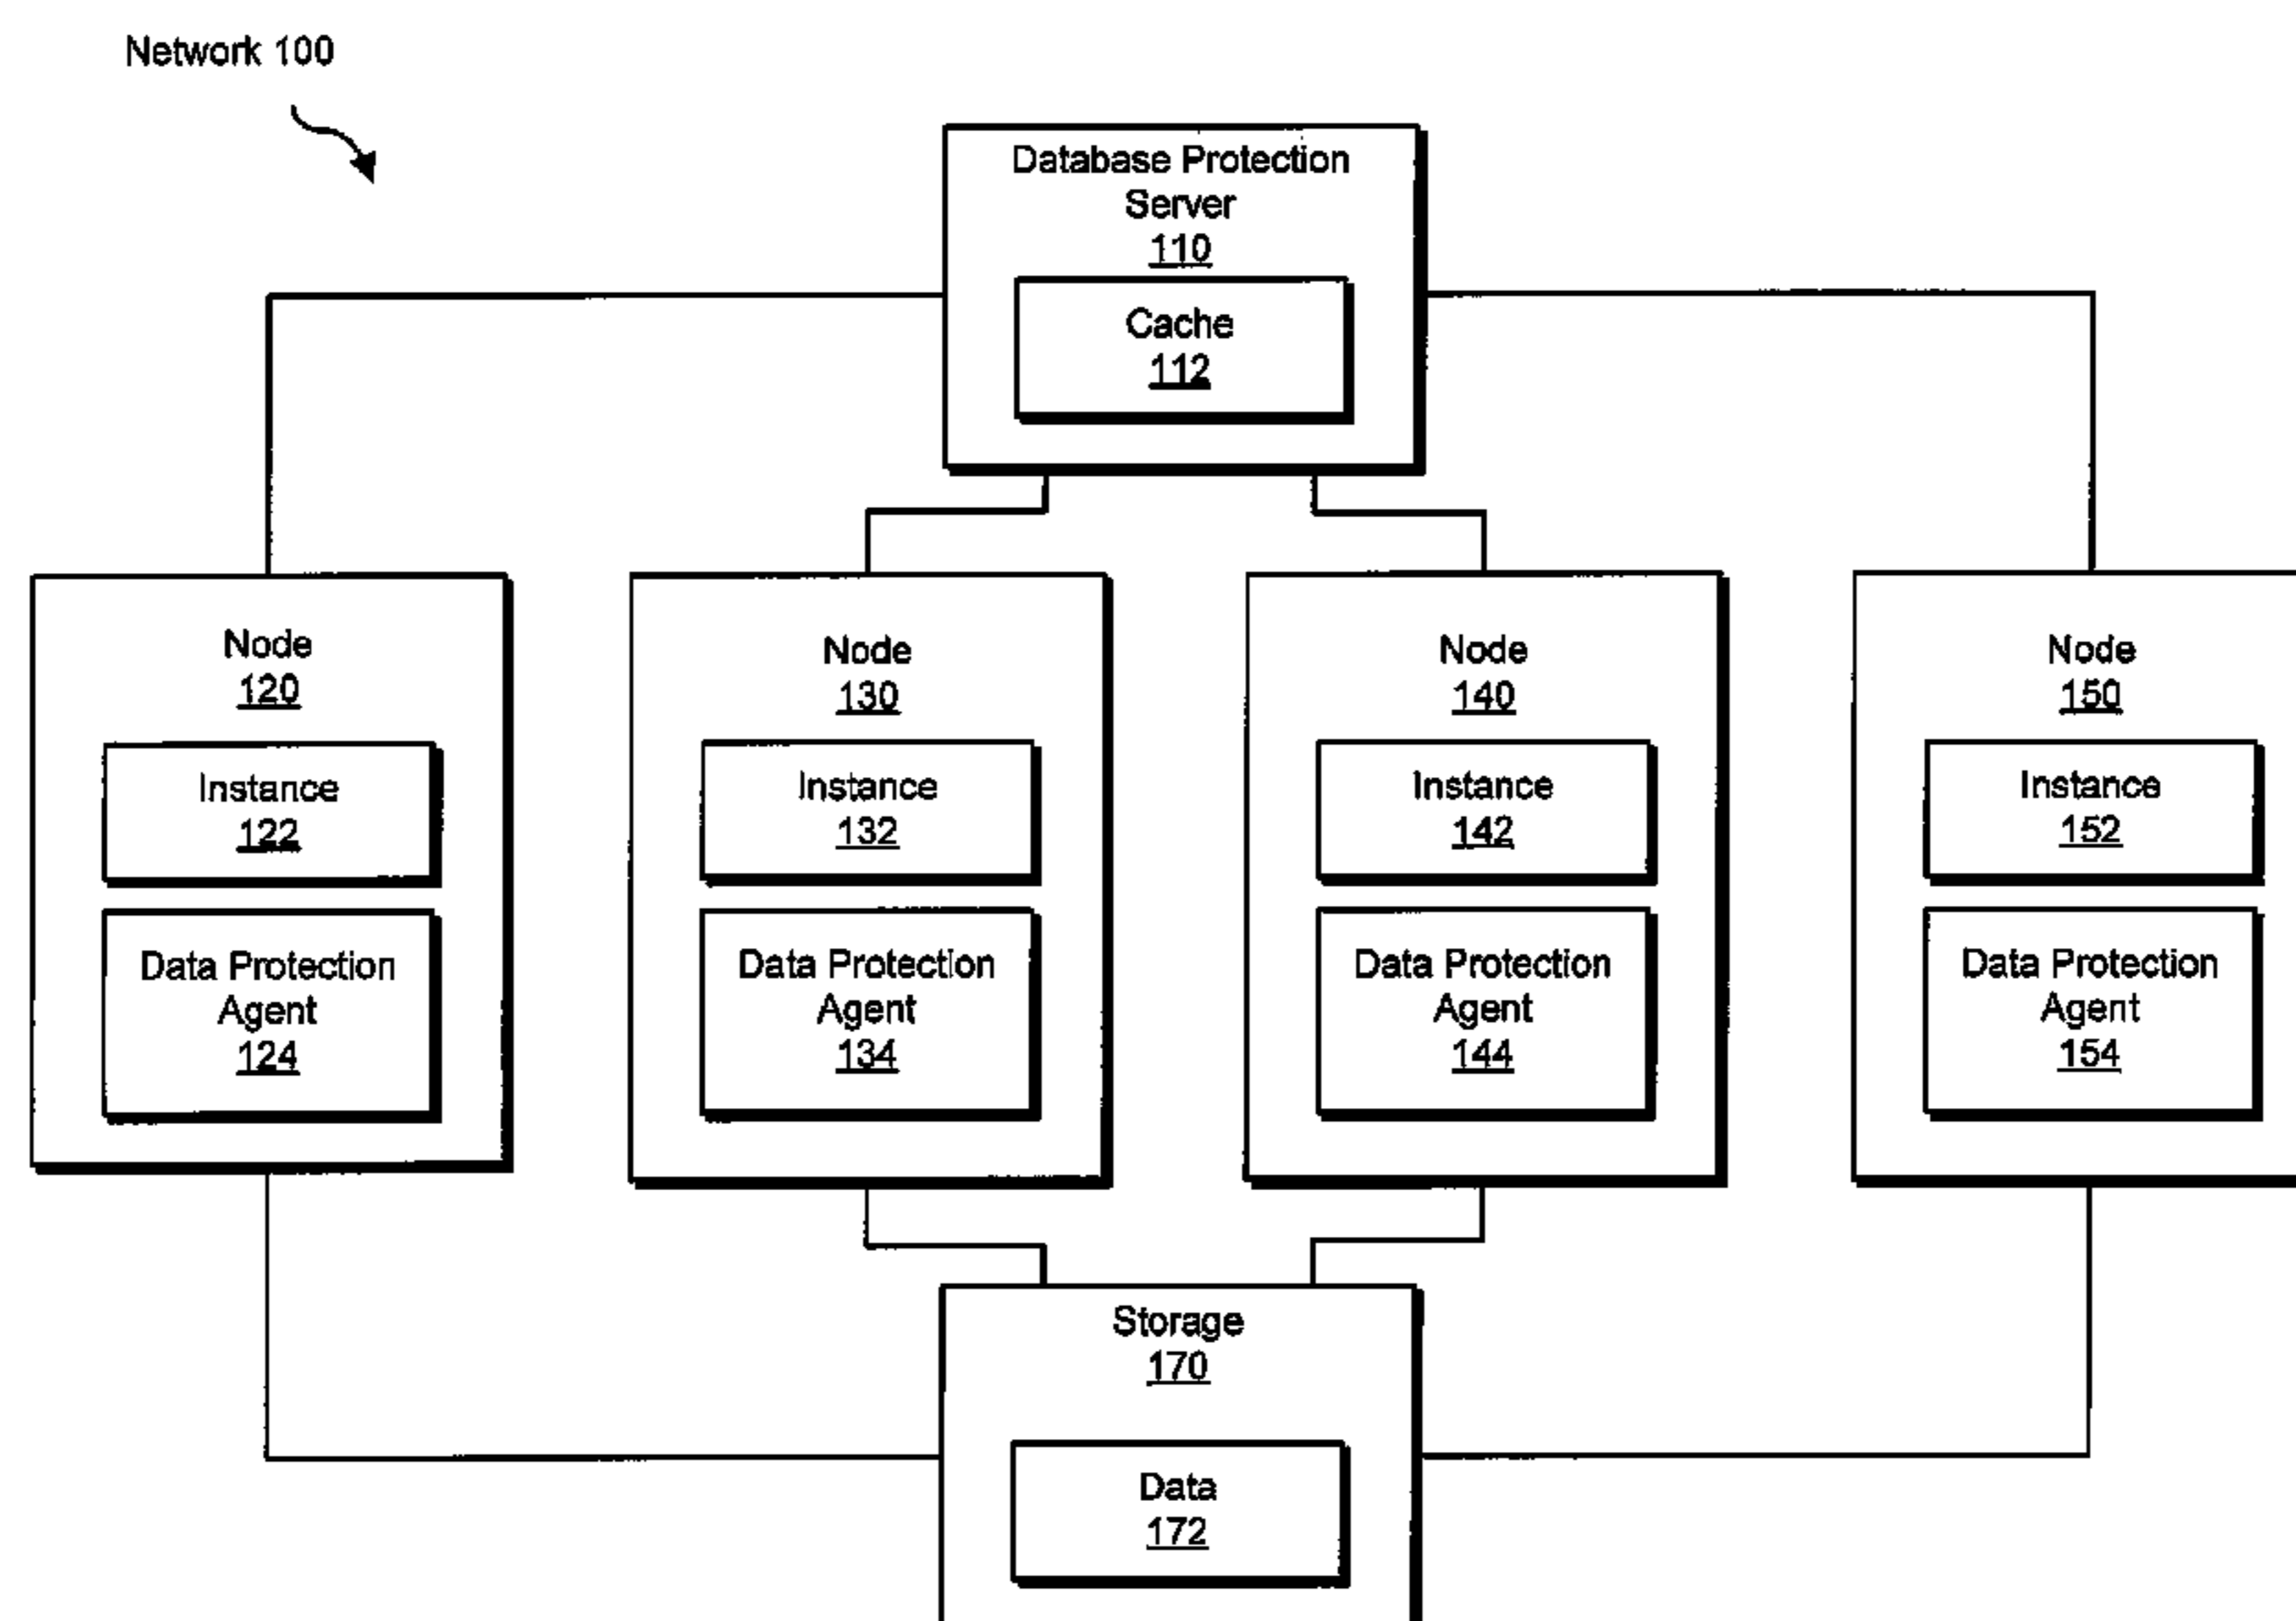 Network 100
Database Protection
Server
110
Cache
112
Node
120
Instance
122
Data Protection
Agent
124
Node
130
Instance
132
Data Protection
Agent
134
Node
140
Instance
142
Data Protection
Agent
144
Node
150
Instance
152
Data Protection
Agent
154
Storage
170
Data
172